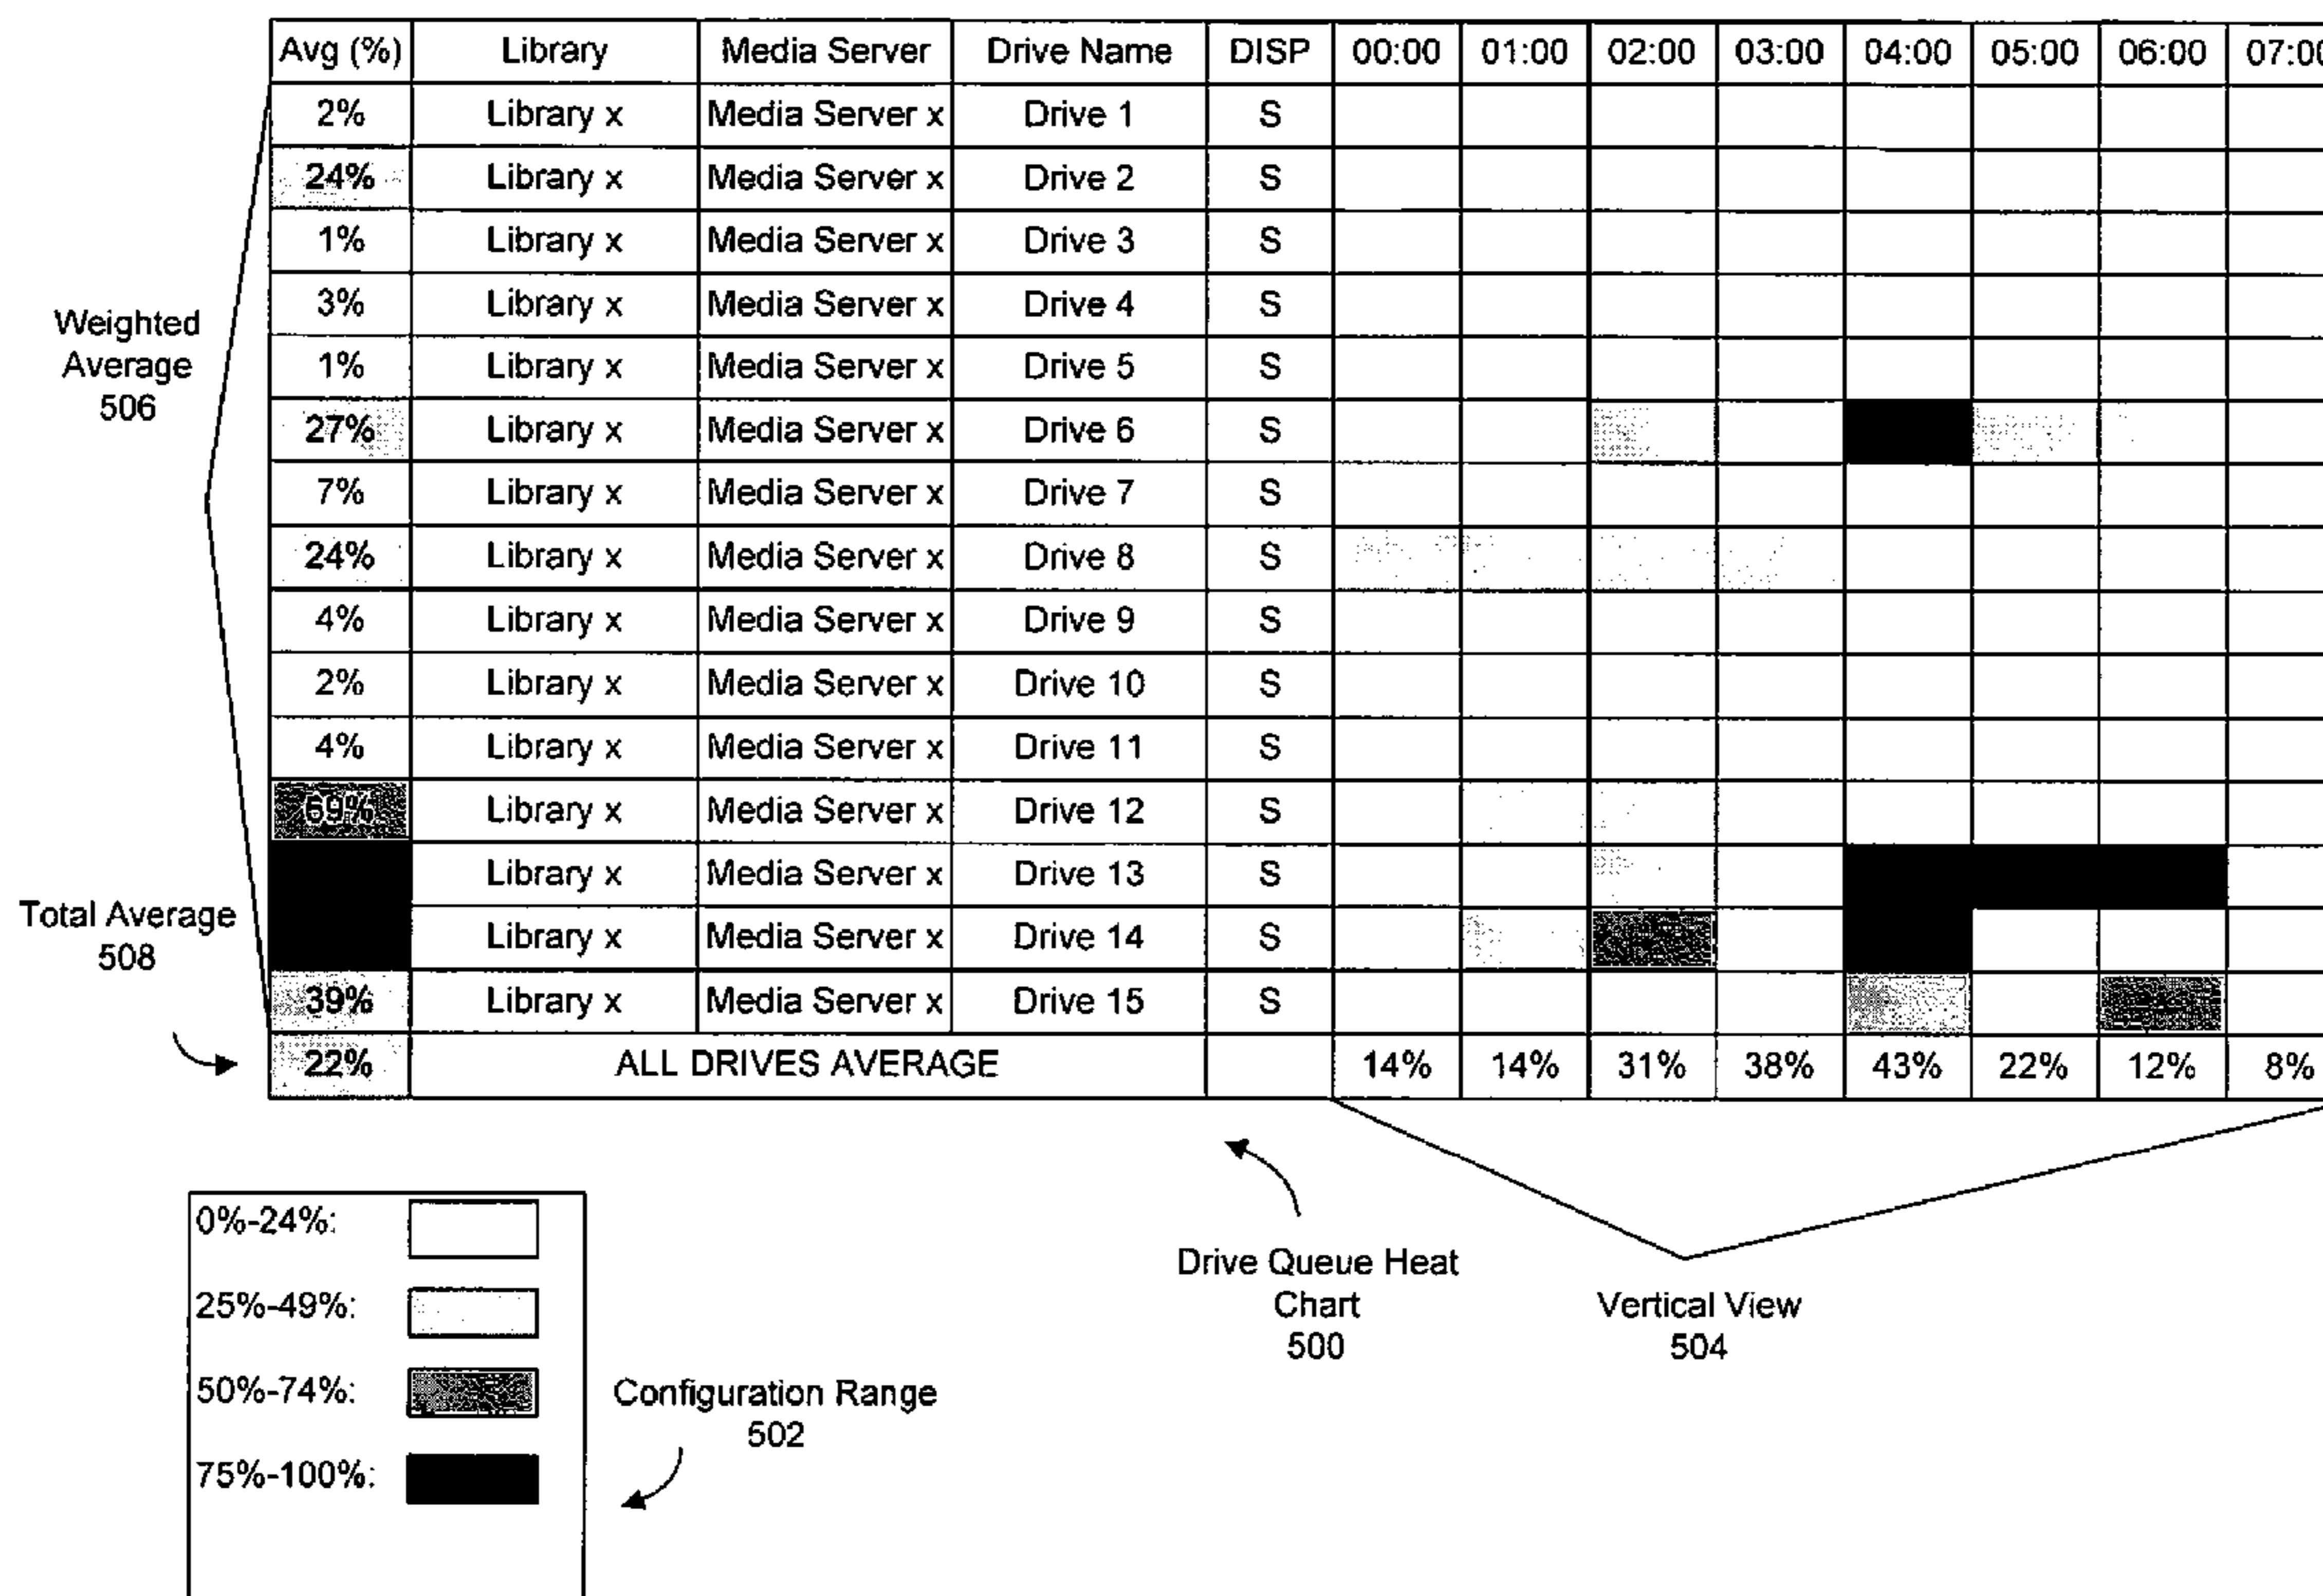 Avg (%) Library Media Server Drive Name DISP 00:00 01:00 02:00 03:00 04:00 05:00 06:00
2% Library x Media Server x Drive 1 S
24% Library x Media Server x Drive 2 S
1% Library x Media Server x Drive 3 S
3% Library x Media Server x Drive 4 S
1% Library x Media Server x Drive 5 S
27% Library x Media Server x Drive 6 S
7% Library x Media Server x Drive 7 S
24% Library x Media Server x Drive 8 S
4% Library x Media Server x Drive 9 S
2% Library x Media Server x Drive 10 S
4% Library x Media Server x Drive 11 S
69% Library x Media Server x Drive 12 S
Library x Media Server x Drive 13 S
Library x Media Server x Drive 14 S
39% Library x Media Server x Drive 15 S
22% ALL DRIVES AVERAGE 14% 14% 31% 38% 43% 22% 12% 8%
Weighted
Average
506
Total Average
508
0%-24%:
25%-49%:
50%-74%:
75%-100%:
Configuration Range
502
Drive Queue Heat
Chart
500
Vertical View
504